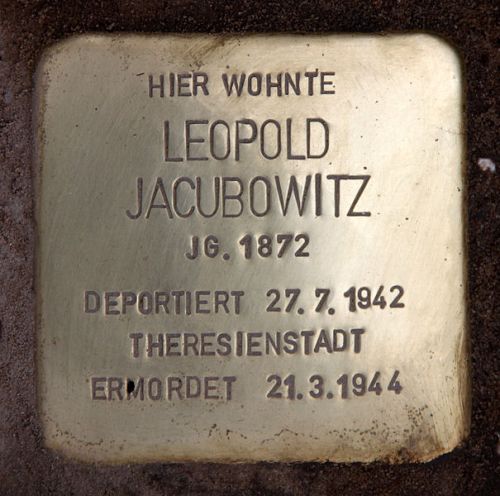 HIER WOHNTE
LEOPOLD
JACUBOWITZ
JG. 1872
DEPORTIERT 27.7.1942
THERESIENSTADT
ERMORDET 21.3.1944